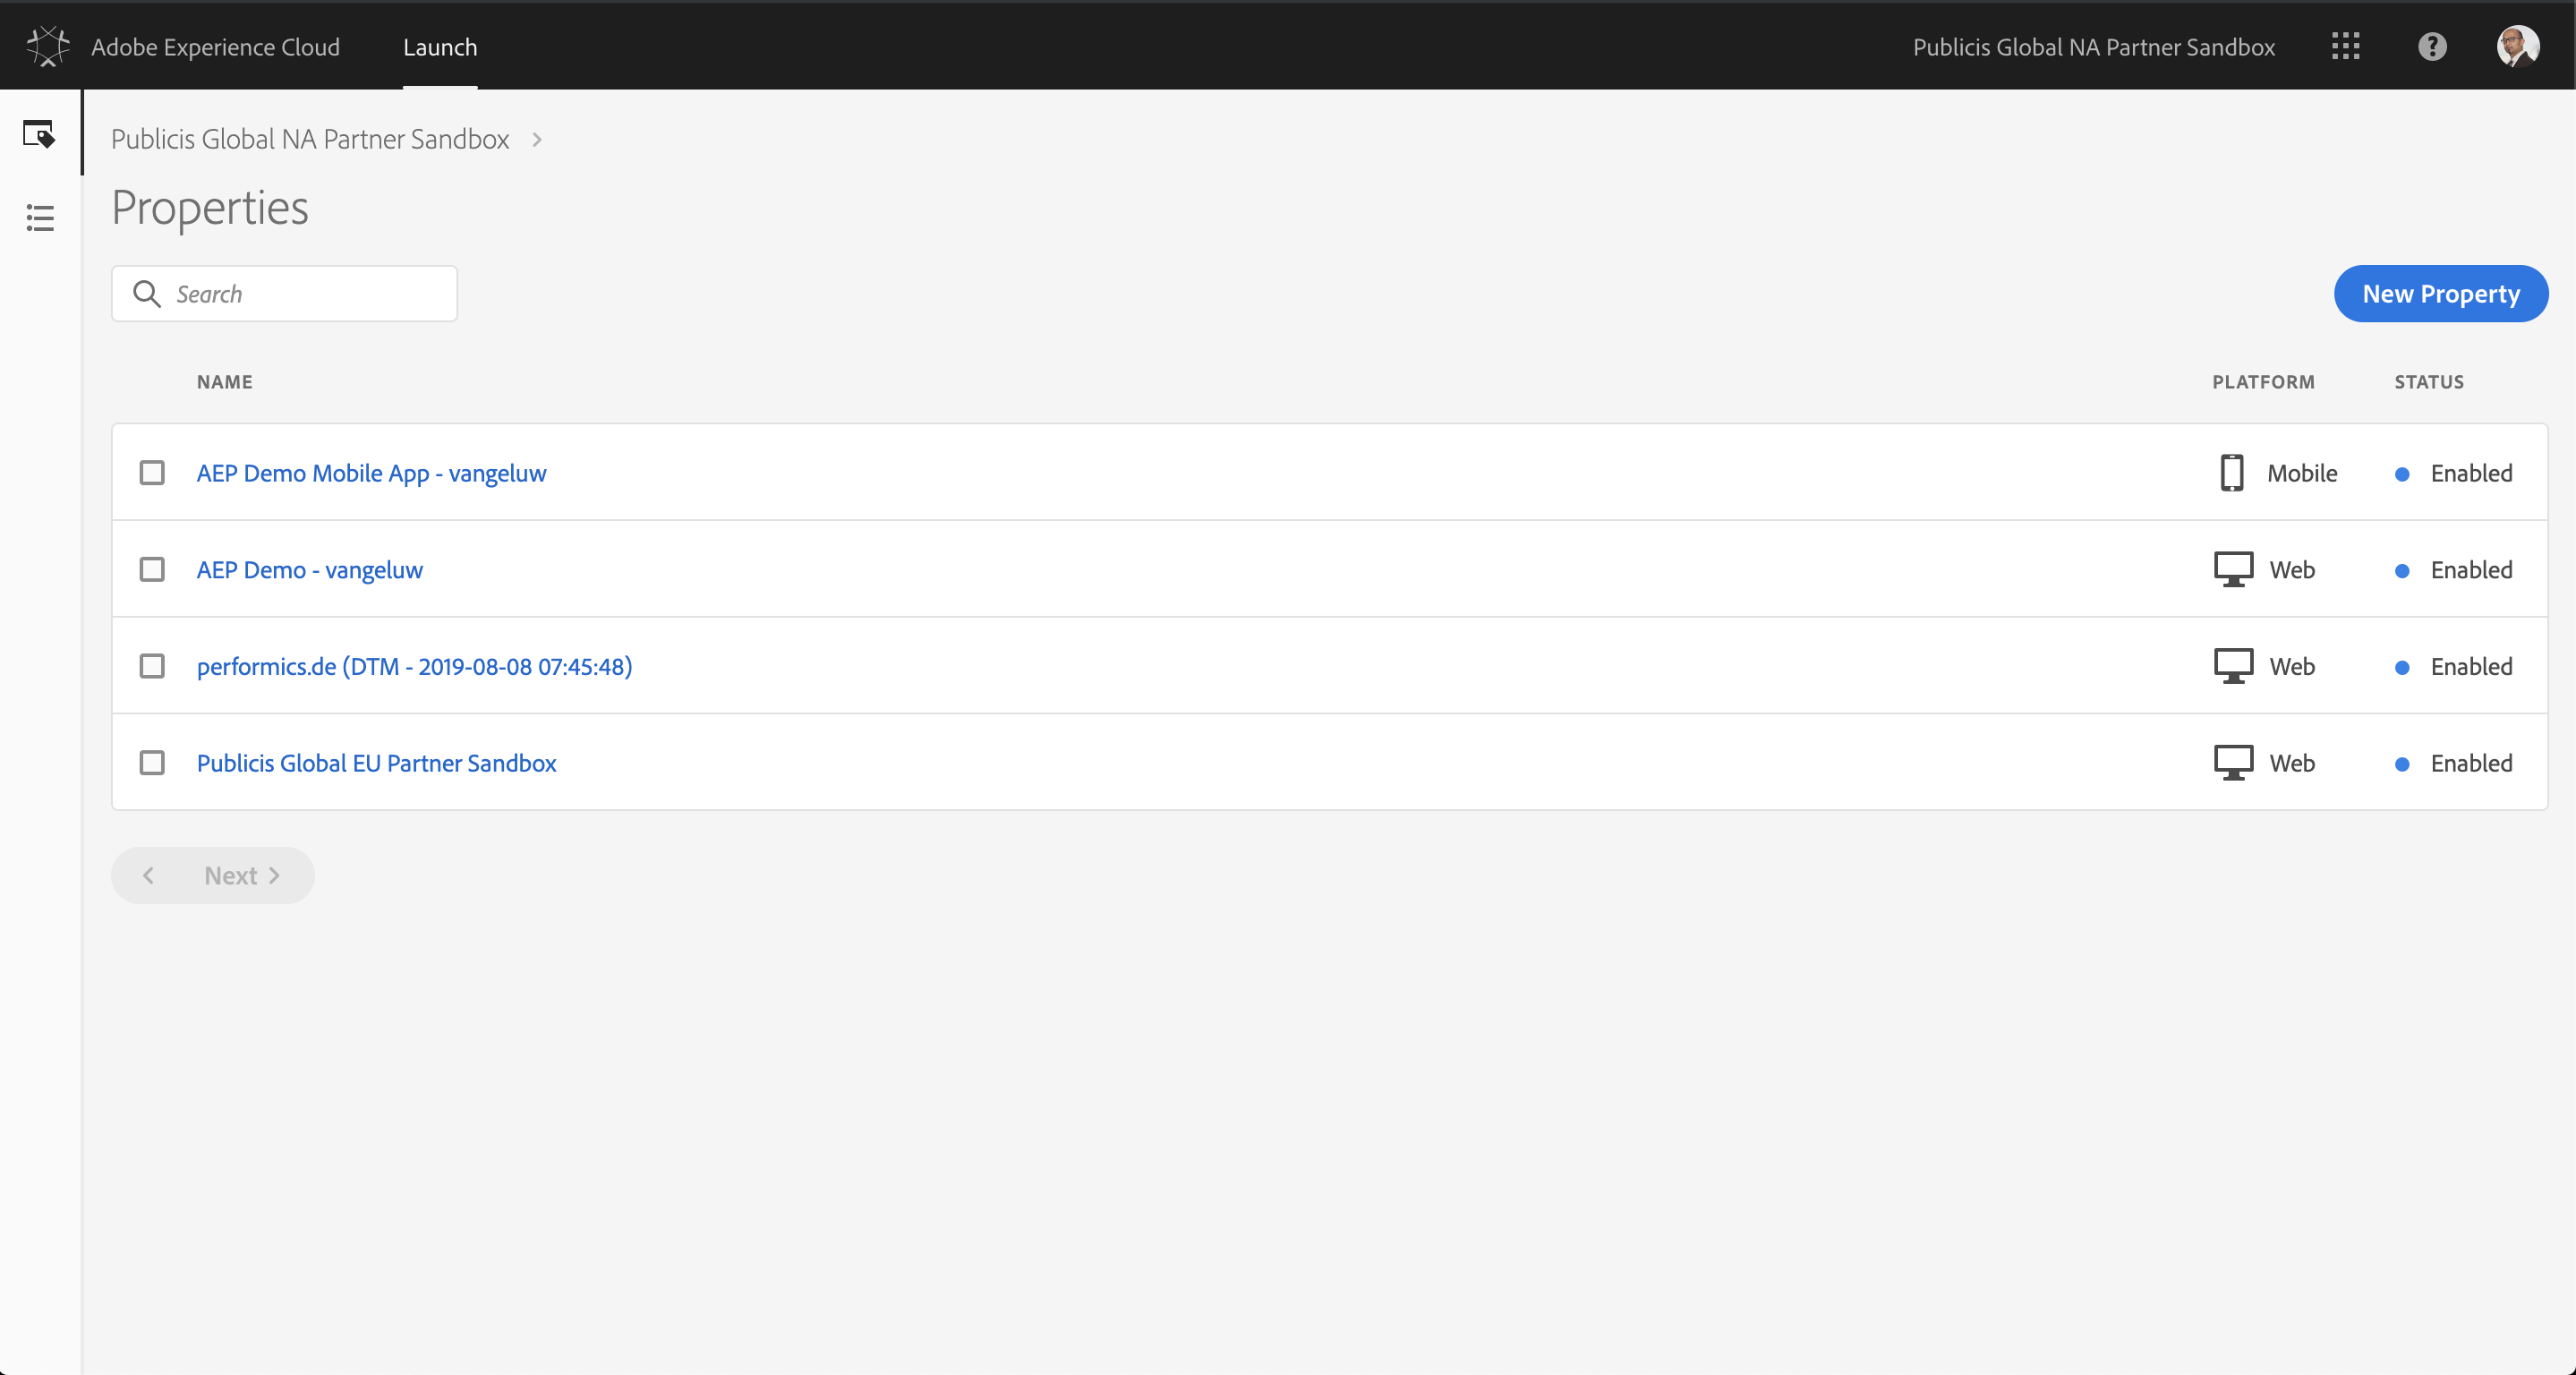 Adobe Experience Cloud Launch Publicis Global NA Partner Sandbox ?
Publicis Global NA Partner Sandbox >
Properties
Search New Property
NAME PLATFORM STATUS
AEP Demo Mobile App - vangeluw Mobile Enabled
AEP Demo - vangeluw Web Enabled
performics.de (DTM - 2019-08-08 07:45:48) Web Enabled
Publicis Global EU Partner Sandbox Web Enabled
< Next >